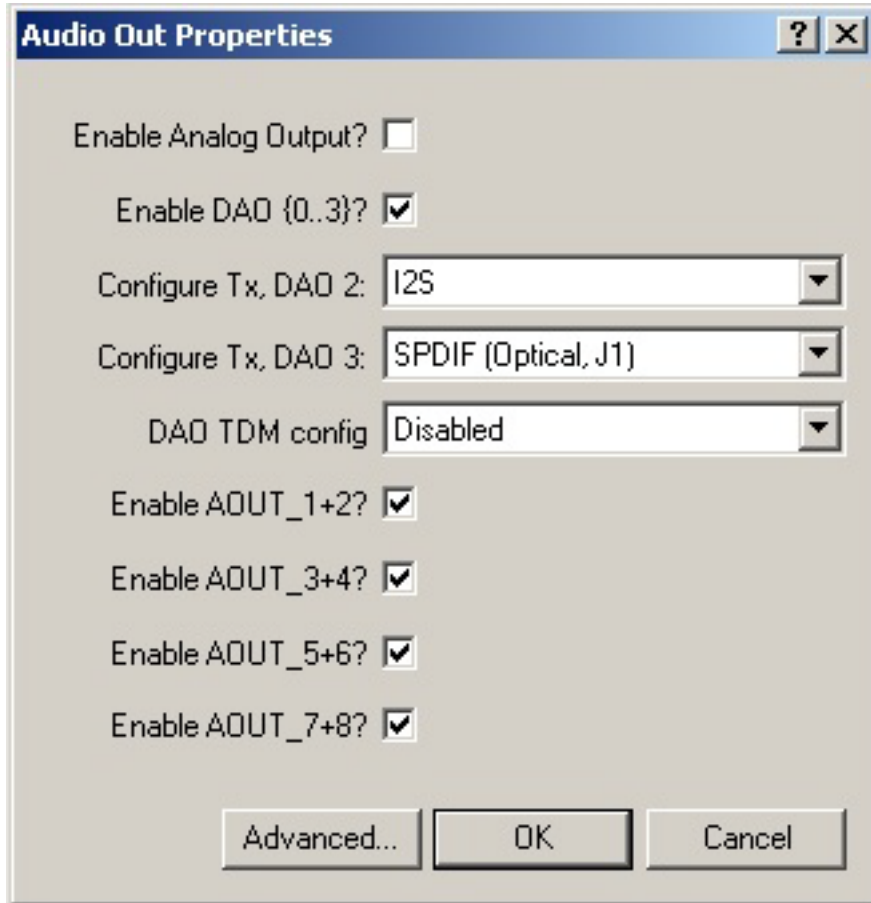 Audio Out Properties
Enable Analog Output?
Enable DAO {0..3}?
Configure Tx, DAO 2: I2S
Configure Tx, DAO 3: SPDIF (Optical, J1)
DAO TDM config Disabled
Enable AOUT_1+2?
Enable AOUT_3+4?
Enable AOUT_5+6?
Enable AOUT_7+8?
Advanced... OK Cancel